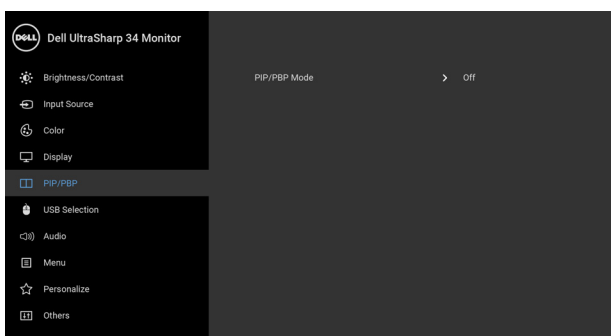 DELL Dell UltraSharp 34 Monitor
Brightness/Contrast PIP/PBP Mode > Off
Input Source
Color
Display
PIP/PBP
USB Selection
Audio
Menu
Personalize
Others